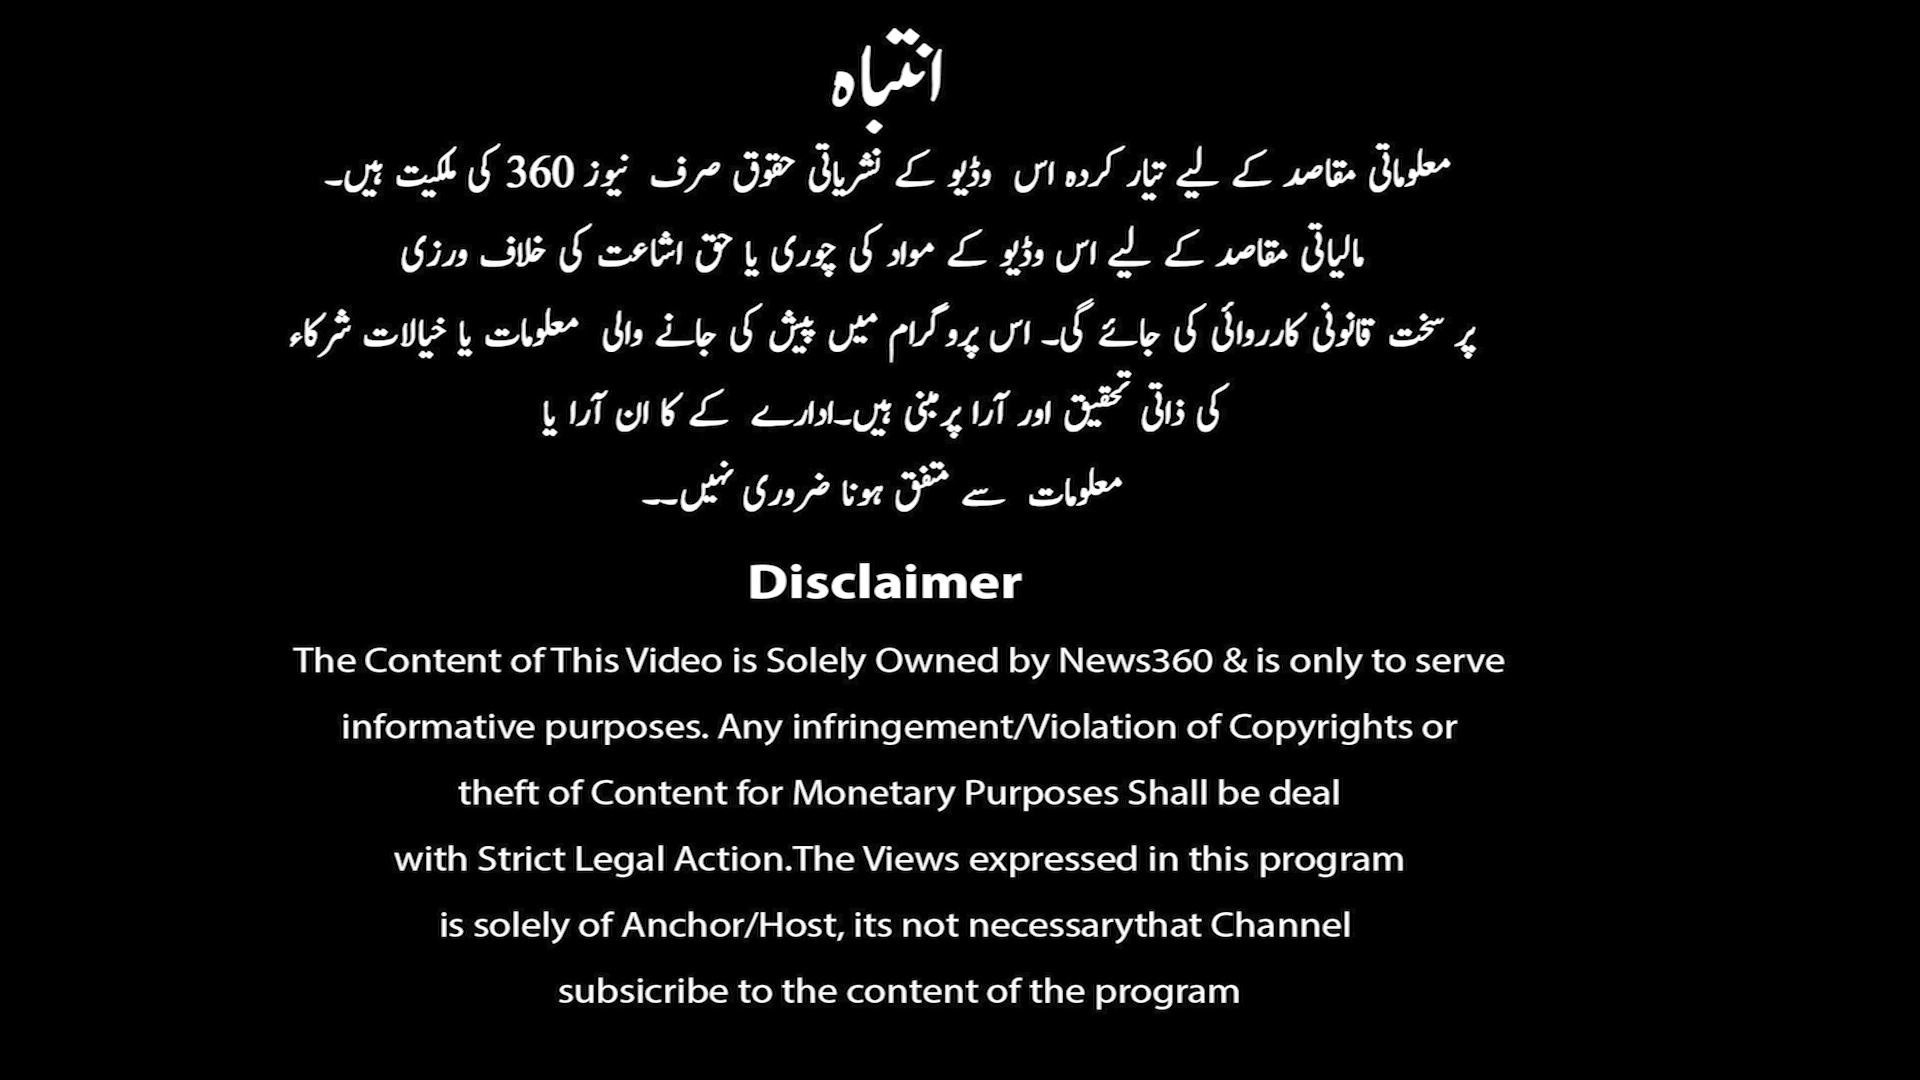 انتباہ
معلوماتی مقاصد کے لیے تیار کردہ اس وڈیو کے نشریاتی حقوق صرف نیوز 360 کی ملکیت ہیں۔
مالیاتی مقاصد کے لیے اس وڈیو کے مواد کی چوری یا حق اشاعت کی خلاف ورزی
پر سخت قانونی کارروائی کی جائے گی۔ اس پروگرام میں پیش کی جانے والی معلومات یا خیالات شرکاء
کی ذاتی تحقیق اور آرا پر مبنی ہیں۔ادارے کے کا ان آرا یا
معلومات سے متفق ہونا ضروری نہیں۔۔
Disclaimer
The Content of This Video is Solely Owned by News360 & is only to serve
informative purposes. Any infringement/Violation of Copyrights or
theft of Content for Monetary Purposes Shall be deal
with Strict Legal Action.The Views expressed in this program
is solely of Anchor/Host, its not necessarythat Channel
subsicribe to the content of the program